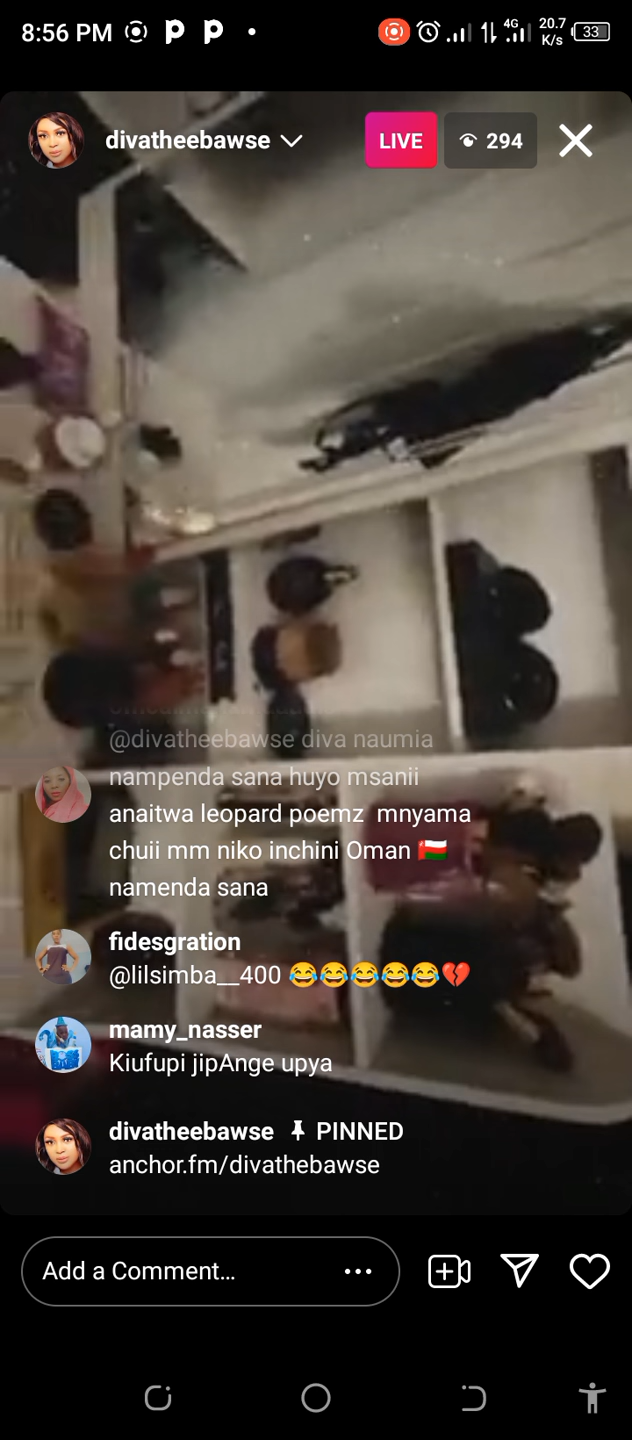 8:56 PM
4G
20.7
K/s
33
divatheebawse
LIVE
294
@divatheebawse diva naumia
nampenda sana huyo msanii
anaitwa leopard poemz mnyama
chuii mm niko inchini Oman 🇴🇲
namenda sana
fidesgration
@lilsimba__400 😂😂😂😂😂💔
mamy_nasser
Kiufupi jipAnge upya
divatheebawse 📌 PINNED
anchor.fm/divathebawse
Add a Comment…